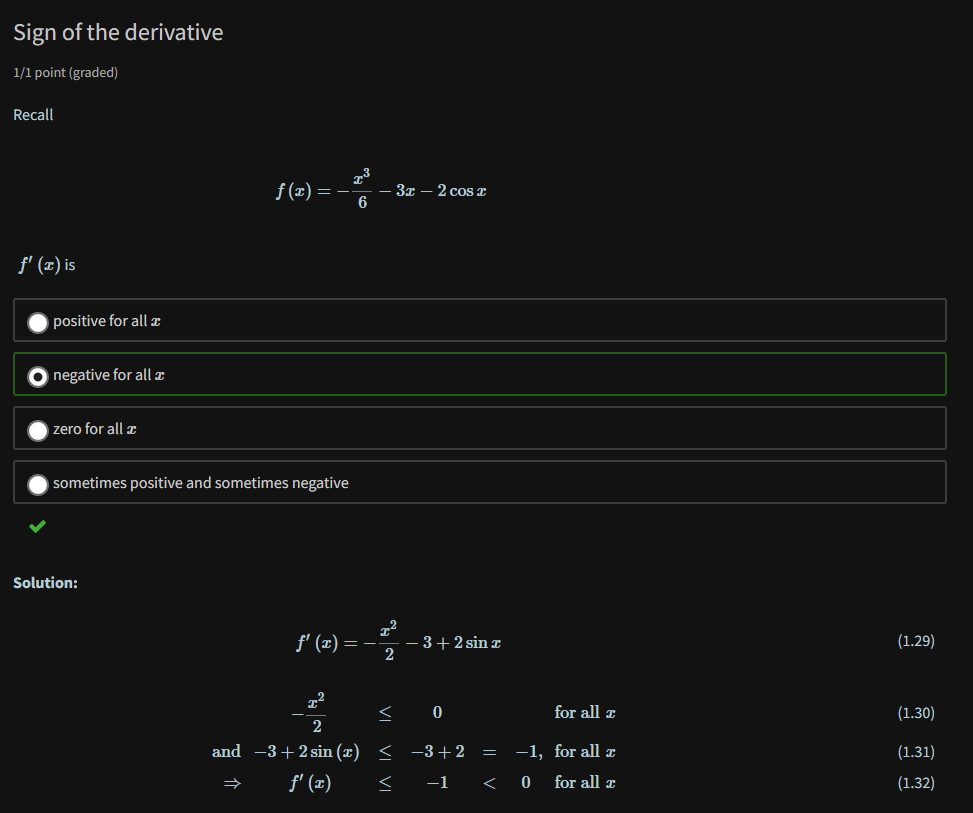 Sign of the derivative
1/1 point (graded)
Recall
f (x) = −x³/6 − 3x − 2 cos x
f′ (x) is
positive for all x
negative for all x
zero for all x
sometimes positive and sometimes negative
Solution:
f′ (x) = −x²/2 − 3 + 2 sin x (1.29)
−x²/2 ≤ 0 for all x (1.30)
and −3 + 2 sin (x) ≤ −3 + 2 = −1, for all x (1.31)
⇒ f′ (x) ≤ −1 < 0 for all x (1.32)